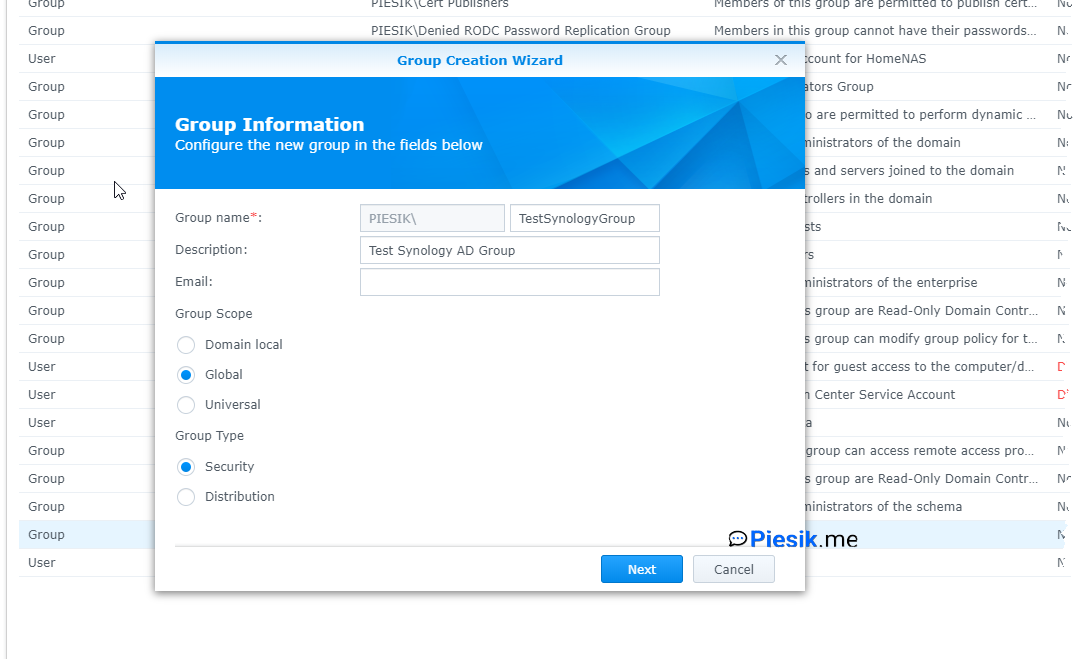 Group PIESIK\Cert Publishers Members of this group are permitted to publish cert...
Group PIESIK\Denied RODC Password Replication Group Members in this group cannot have their passwords...
Group Creation Wizard
User count for HomeNAS
Group ators Group
Group Information
Group o are permitted to perform dynamic ...
Configure the new group in the fields below
Group ministrators of the domain
Group s and servers joined to the domain
Group trollers in the domain
Group name*: PIESIK\ TestSynologyGroup
Group sts
Description: Test Synology AD Group
Group rs
Email:
Group ministrators of the enterprise
Group Scope
Group s group are Read-Only Domain Contr...
Group s group can modify group policy for t...
Domain local
User t for guest access to the computer/d...
Global
User n Center Service Account
Universal
User a
Group Type
Group group can access remote access pro...
Security
Group s group are Read-Only Domain Contr...
Distribution
Group ministrators of the schema
Group
Piesik.me
User
Next Cancel